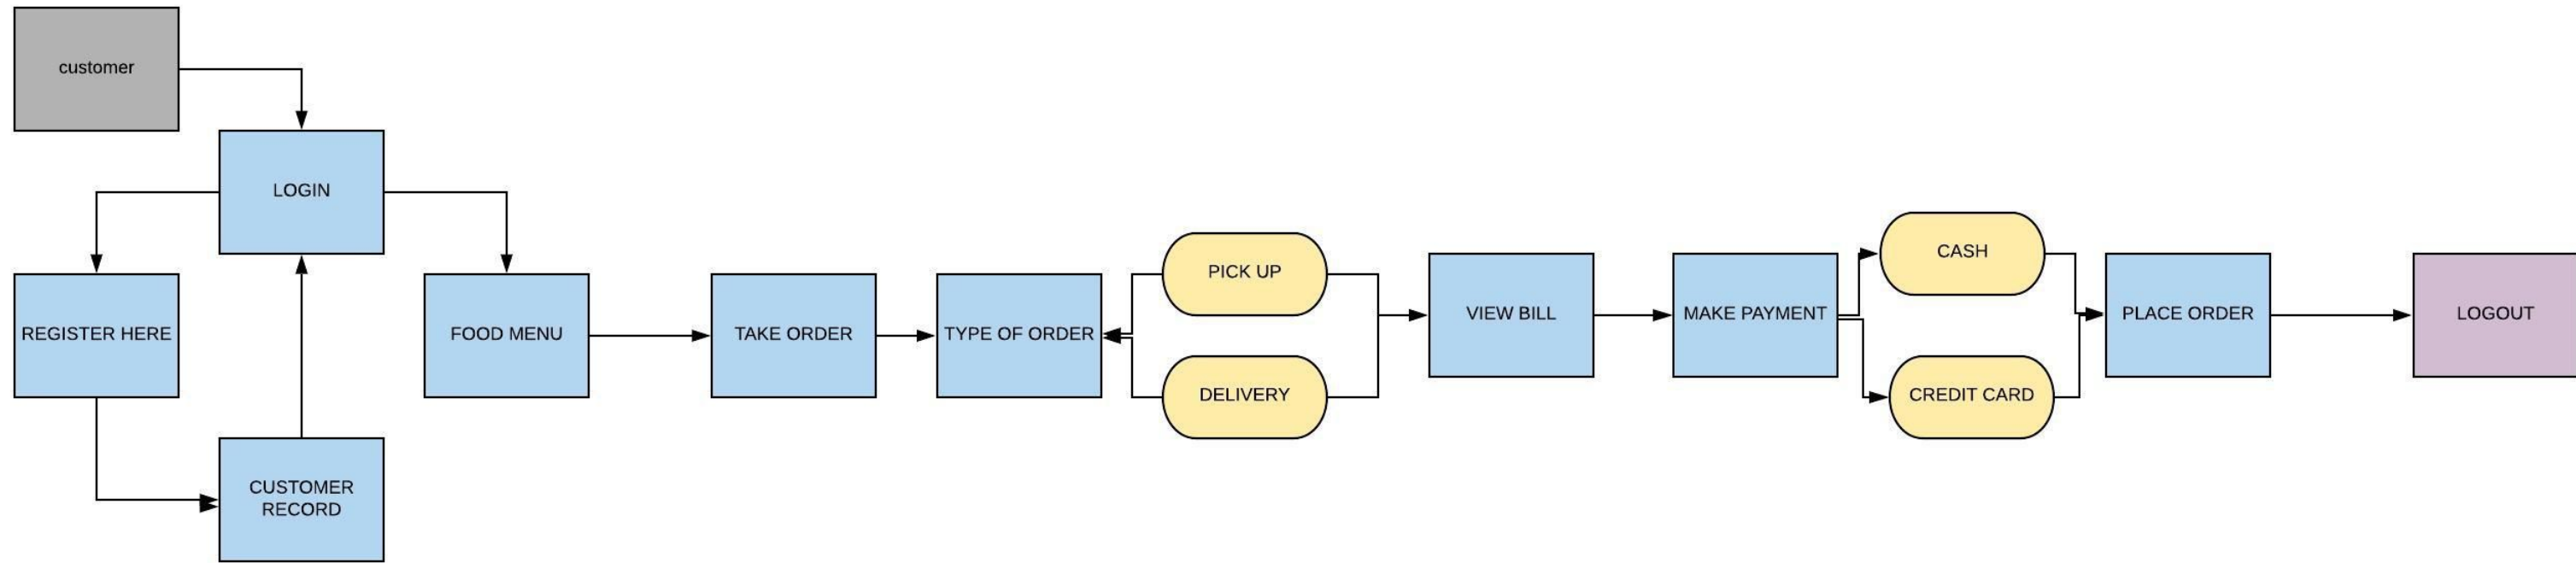 customer
LOGIN
REGISTER HERE
CUSTOMER
RECORD
FOOD MENU
TAKE ORDER
TYPE OF ORDER
PICK UP
DELIVERY
VIEW BILL
MAKE PAYMENT
CASH
CREDIT CARD
PLACE ORDER
LOGOUT